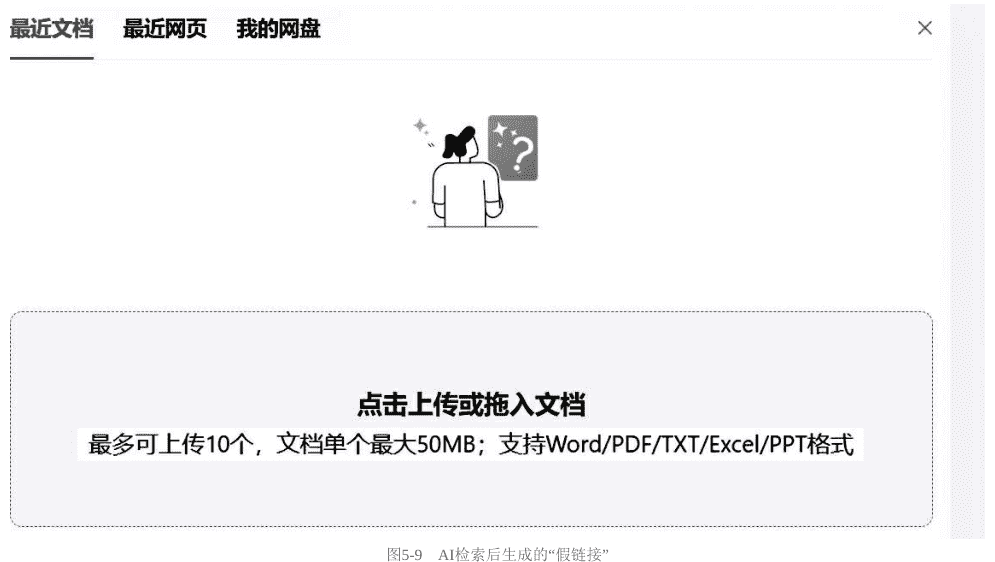 最近文档 最近网页 我的网盘
?
点击上传或拖入文档
最多可上传10个，文档单个最大50MB；支持Word/PDF/TXT/Excel/PPT格式
图5-9 AI检索后生成的“假链接”